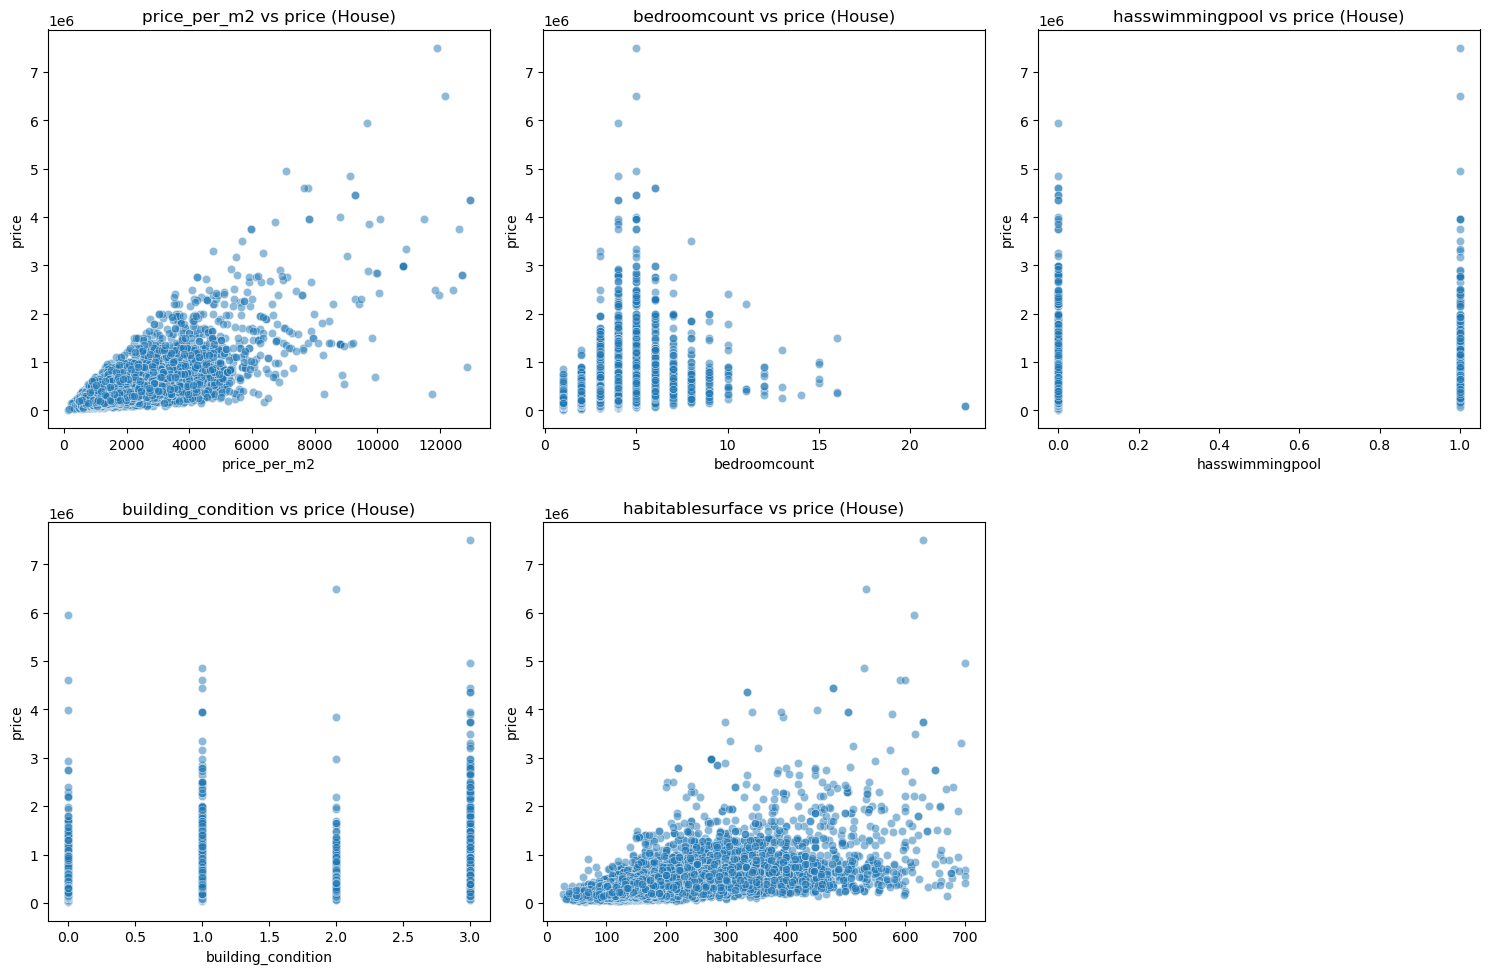 price_per_m2 vs price (House)
1e6
price
7
6
5
4
3
2
1
0
0 2000 4000 6000 8000 10000 12000
price_per_m2
bedroomcount vs price (House)
1e6
price
7
6
5
4
3
2
1
0
0 5 10 15 20
bedroomcount
hasswimmingpool vs price (House)
1e6
price
7
6
5
4
3
2
1
0
0.0 0.2 0.4 0.6 0.8 1.0
hasswimmingpool
building_condition vs price (House)
1e6
price
7
6
5
4
3
2
1
0
0.0 0.5 1.0 1.5 2.0 2.5 3.0
building_condition
habitablesurface vs price (House)
1e6
price
7
6
5
4
3
2
1
0
0 100 200 300 400 500 600 700
habitablesurface